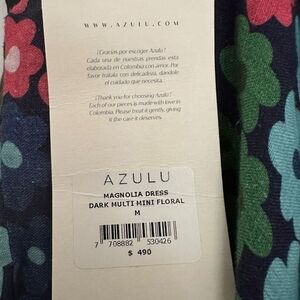 WWW.AZULU.COM
¡Gracias por escoger Azulu!
Cada una de nuestras prendas esta
elaborada en Colombia con amor. Por
favor trátala con delicadisa, dándole
el cuidado que necesita.
¡Thank you for choosing Azulu!
Each of our pieces is made with love in
Colombia. Please treat it gently, giving
it the care it deserves.
AZULU
MAGNOLIA DRESS
DARK MULTI MINI FLORAL
M
7 708882 530426
$ 490